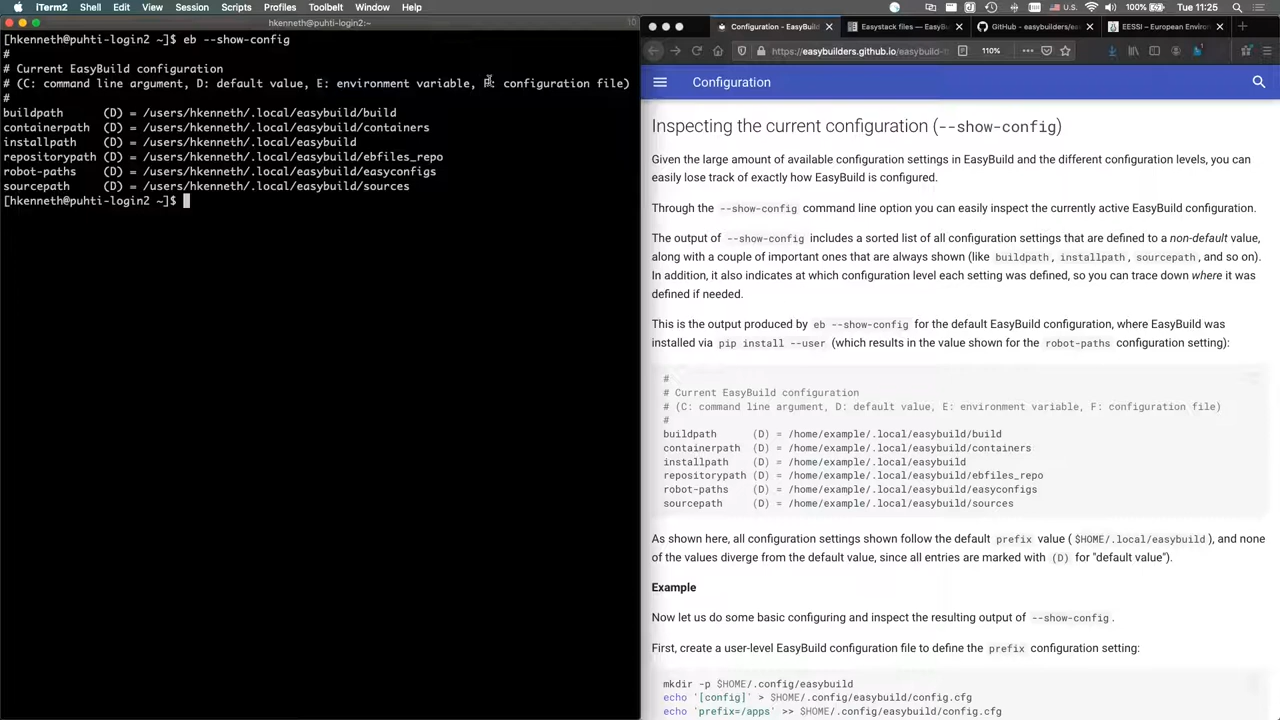 iTerm2 Shell Edit View Session Scripts Profiles Toolbelt Window Help
100% Tue 11:25
hkenneth@puhti-login2:~
[hkenneth@puhti-login2 ~]$ eb --show-config
#
# Current EasyBuild configuration
# (C: command line argument, D: default value, E: environment variable, F: configuration file)
#
buildpath (D) = /users/hkenneth/.local/easybuild/build
containerpath (D) = /users/hkenneth/.local/easybuild/containers
installpath (D) = /users/hkenneth/.local/easybuild
repositorypath (D) = /users/hkenneth/.local/easybuild/ebfiles_repo
robot-paths (D) = /users/hkenneth/.local/easybuild/easyconfigs
sourcepath (D) = /users/hkenneth/.local/easybuild/sources
[hkenneth@puhti-login2 ~]$
Configuration - EasyBuild
Easystack files — EasyBuild
GitHub - easybuilders/eas
EESSI – European Environ
https://easybuilders.github.io/easybuild-t
110%
Configuration
Inspecting the current configuration (--show-config)
Given the large amount of available configuration settings in EasyBuild and the different configuration levels, you can
easily lose track of exactly how EasyBuild is configured.
Through the --show-config command line option you can easily inspect the currently active EasyBuild configuration.
The output of --show-config includes a sorted list of all configuration settings that are defined to a non-default value,
along with a couple of important ones that are always shown (like buildpath, installpath, sourcepath, and so on).
In addition, it also indicates at which configuration level each setting was defined, so you can trace down where it was
defined if needed.
This is the output produced by eb --show-config for the default EasyBuild configuration, where EasyBuild was
installed via pip install --user (which results in the value shown for the robot-paths configuration setting):
#
# Current EasyBuild configuration
# (C: command line argument, D: default value, E: environment variable, F: configuration file)
#
buildpath (D) = /home/example/.local/easybuild/build
containerpath (D) = /home/example/.local/easybuild/containers
installpath (D) = /home/example/.local/easybuild
repositorypath (D) = /home/example/.local/easybuild/ebfiles_repo
robot-paths (D) = /home/example/.local/easybuild/easyconfigs
sourcepath (D) = /home/example/.local/easybuild/sources
As shown here, all configuration settings shown follow the default prefix value ( $HOME/.local/easybuild ), and none
of the values diverge from the default value, since all entries are marked with (D) for "default value").
Example
Now let us do some basic configuring and inspect the resulting output of --show-config.
First, create a user-level EasyBuild configuration file to define the prefix configuration setting:
mkdir -p $HOME/.config/easybuild
echo '[config]' > $HOME/.config/easybuild/config.cfg
echo 'prefix=/apps' >> $HOME/.config/easybuild/config.cfg